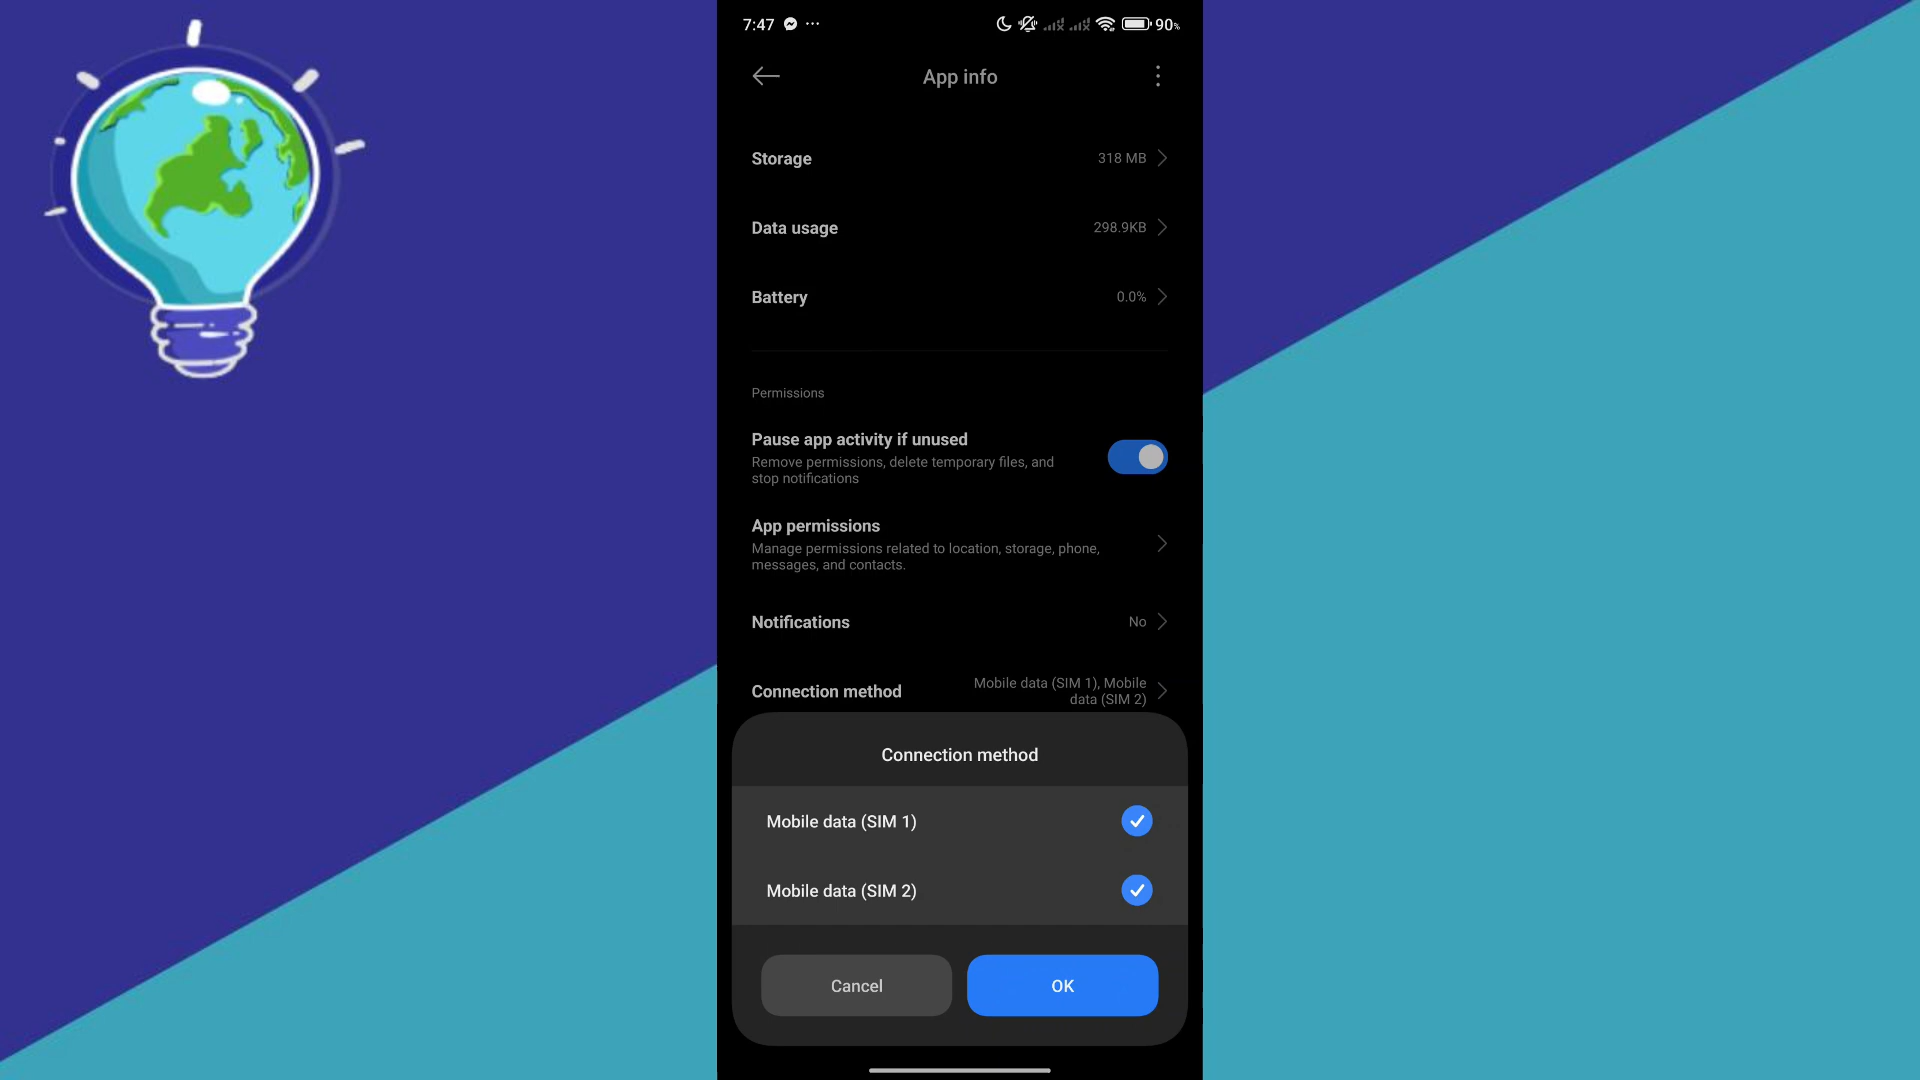 7:47
90%
App info
Storage
318 MB
Data usage
298.9KB
Battery
0.0%
Permissions
Pause app activity if unused
Remove permissions, delete temporary files, and
stop notifications
App permissions
Manage permissions related to location, storage, phone,
messages, and contacts.
Notifications
No
Connection method
Mobile data (SIM 1), Mobile
data (SIM 2)
Connection method
Mobile data (SIM 1)
Mobile data (SIM 2)
Cancel
OK